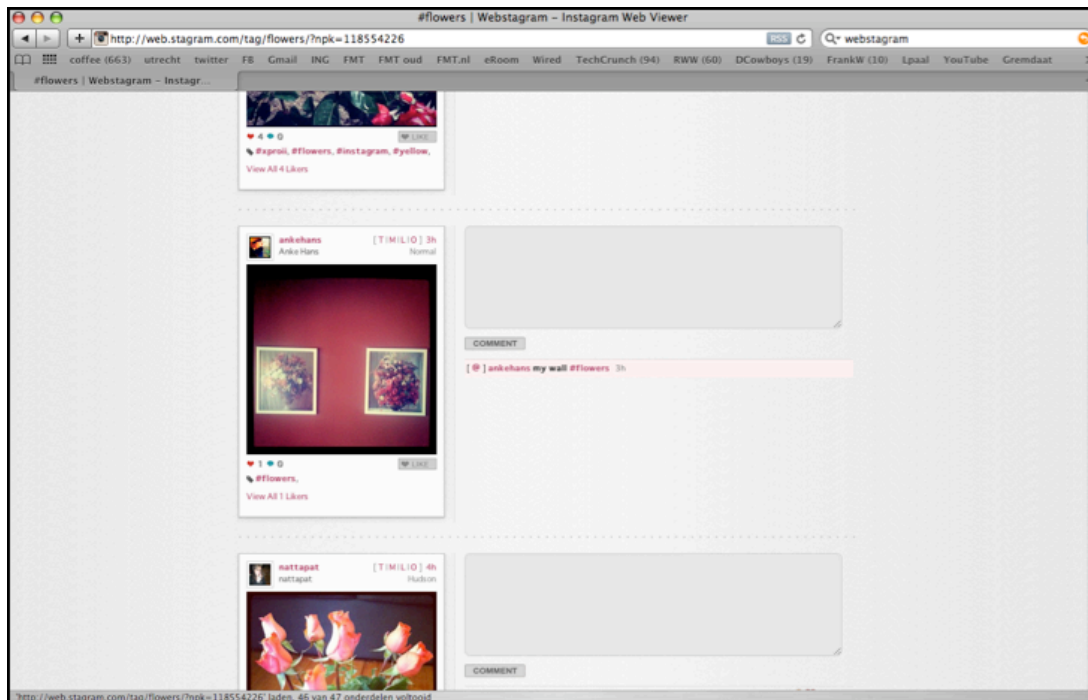 #flowers | Webstagram – Instagram Web Viewer
http://web.stagram.com/tag/flowers/?npk=118554226
RSS
webstagram
coffee (663) utrecht twitter FB Gmail ING FMT FMT oud FMT.nl eRoom Wired TechCrunch (94) RWW (60) DCowboys (19) FrankW (10) Lpaal YouTube Gremdaat
#flowers | Webstagram – Instagr...
4 0
LIKE
#xproii, #flowers, #instagram, #yellow,
View All 4 Likers
ankehans [T|M|L|O] 3h
Anke Hans Normal
COMMENT
[@] ankehans my wall #flowers 3h
1 0
LIKE
#flowers,
View All 1 Likers
nattapat [T|M|L|O] 4h
nattapat Hudson
COMMENT
'http://web.stagram.com/tag/flowers/?npk=118554226' laden, 46 van 47 onderdelen voltooid